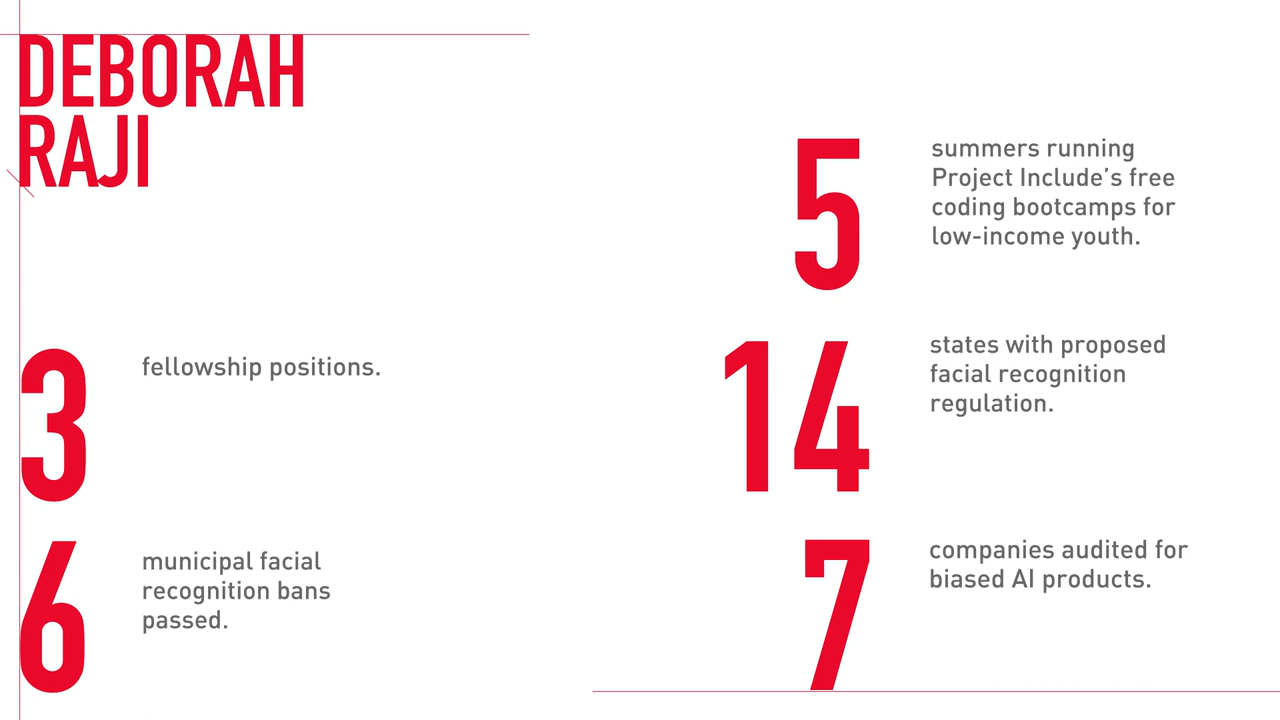 DEBORAH
RAJI
3
fellowship positions.
6
municipal facial
recognition bans
passed.
5
summers running
Project Include’s free
coding bootcamps for
low-income youth.
14
states with proposed
facial recognition
regulation.
7
companies audited for
biased AI products.